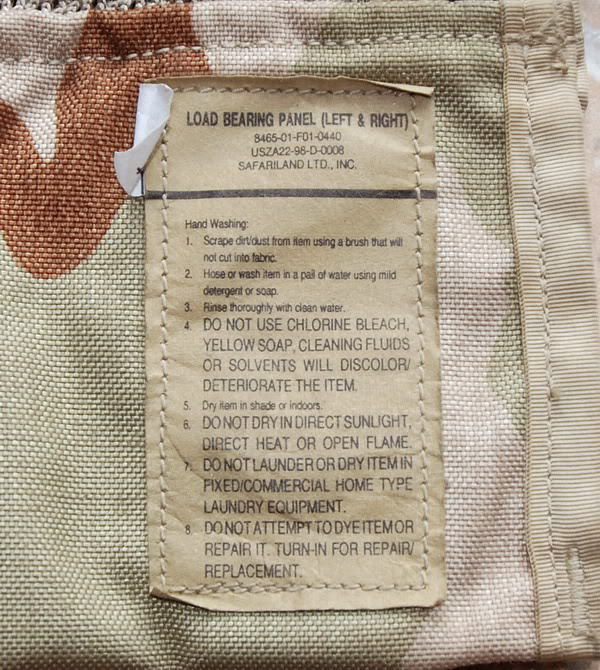 LOAD BEARING PANEL (LEFT & RIGHT)
8465-01-F01-0440
USZA22-98-D-0008
SAFARILAND LTD., INC.
Hand Washing:
1. Scrape dirt/dust from item using a brush that will
not cut into fabric.
2. Hose or wash item in a pail of water using mild
detergent or soap.
3. Rinse thoroughly with clean water.
4. DO NOT USE CHLORINE BLEACH,
YELLOW SOAP, CLEANING FLUIDS
OR SOLVENTS WILL DISCOLOR/
DETERIORATE THE ITEM.
5. Dry item in shade or indoors.
6. DO NOT DRY IN DIRECT SUNLIGHT,
DIRECT HEAT OR OPEN FLAME.
7. DO NOT LAUNDER OR DRY ITEM IN
FIXED/COMMERCIAL HOME TYPE
LAUNDRY EQUIPMENT.
8. DO NOT ATTEMPT TO DYE ITEM OR
REPAIR IT. TURN-IN FOR REPAIR/
REPLACEMENT.